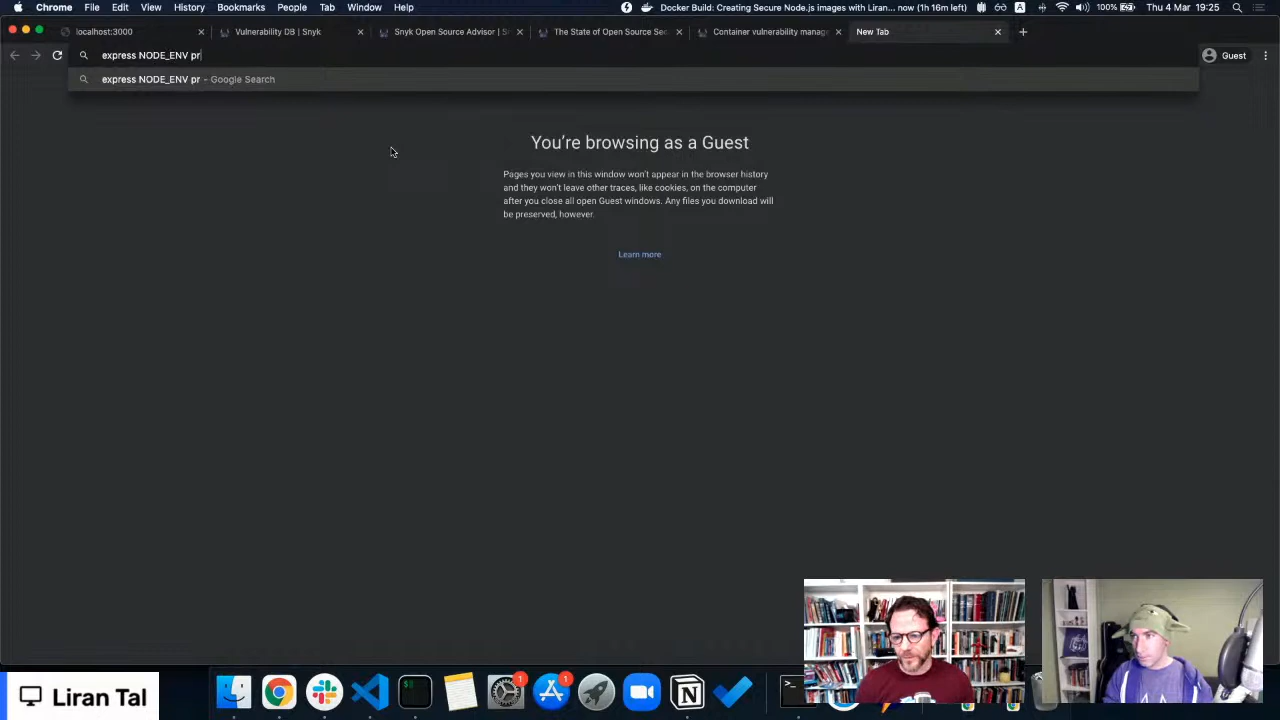 Chrome File Edit View History Bookmarks People Tab Window Help Docker Build: Creating Secure Node.js images with Liran... now (1h 16m left) A 100% Thu 4 Mar 19:25
localhost:3000 Vulnerability DB | Snyk Snyk Open Source Advisor | S The State of Open Source Sec Container vulnerability manag New Tab
express NODE_ENV pr Guest
express NODE_ENV pr - Google Search
You're browsing as a Guest
Pages you view in this window won't appear in the browser history
and they won't leave other traces, like cookies, on the computer
after you close all open Guest windows. Any files you download will
be preserved, however.
Learn more
1 1
Liran Tal